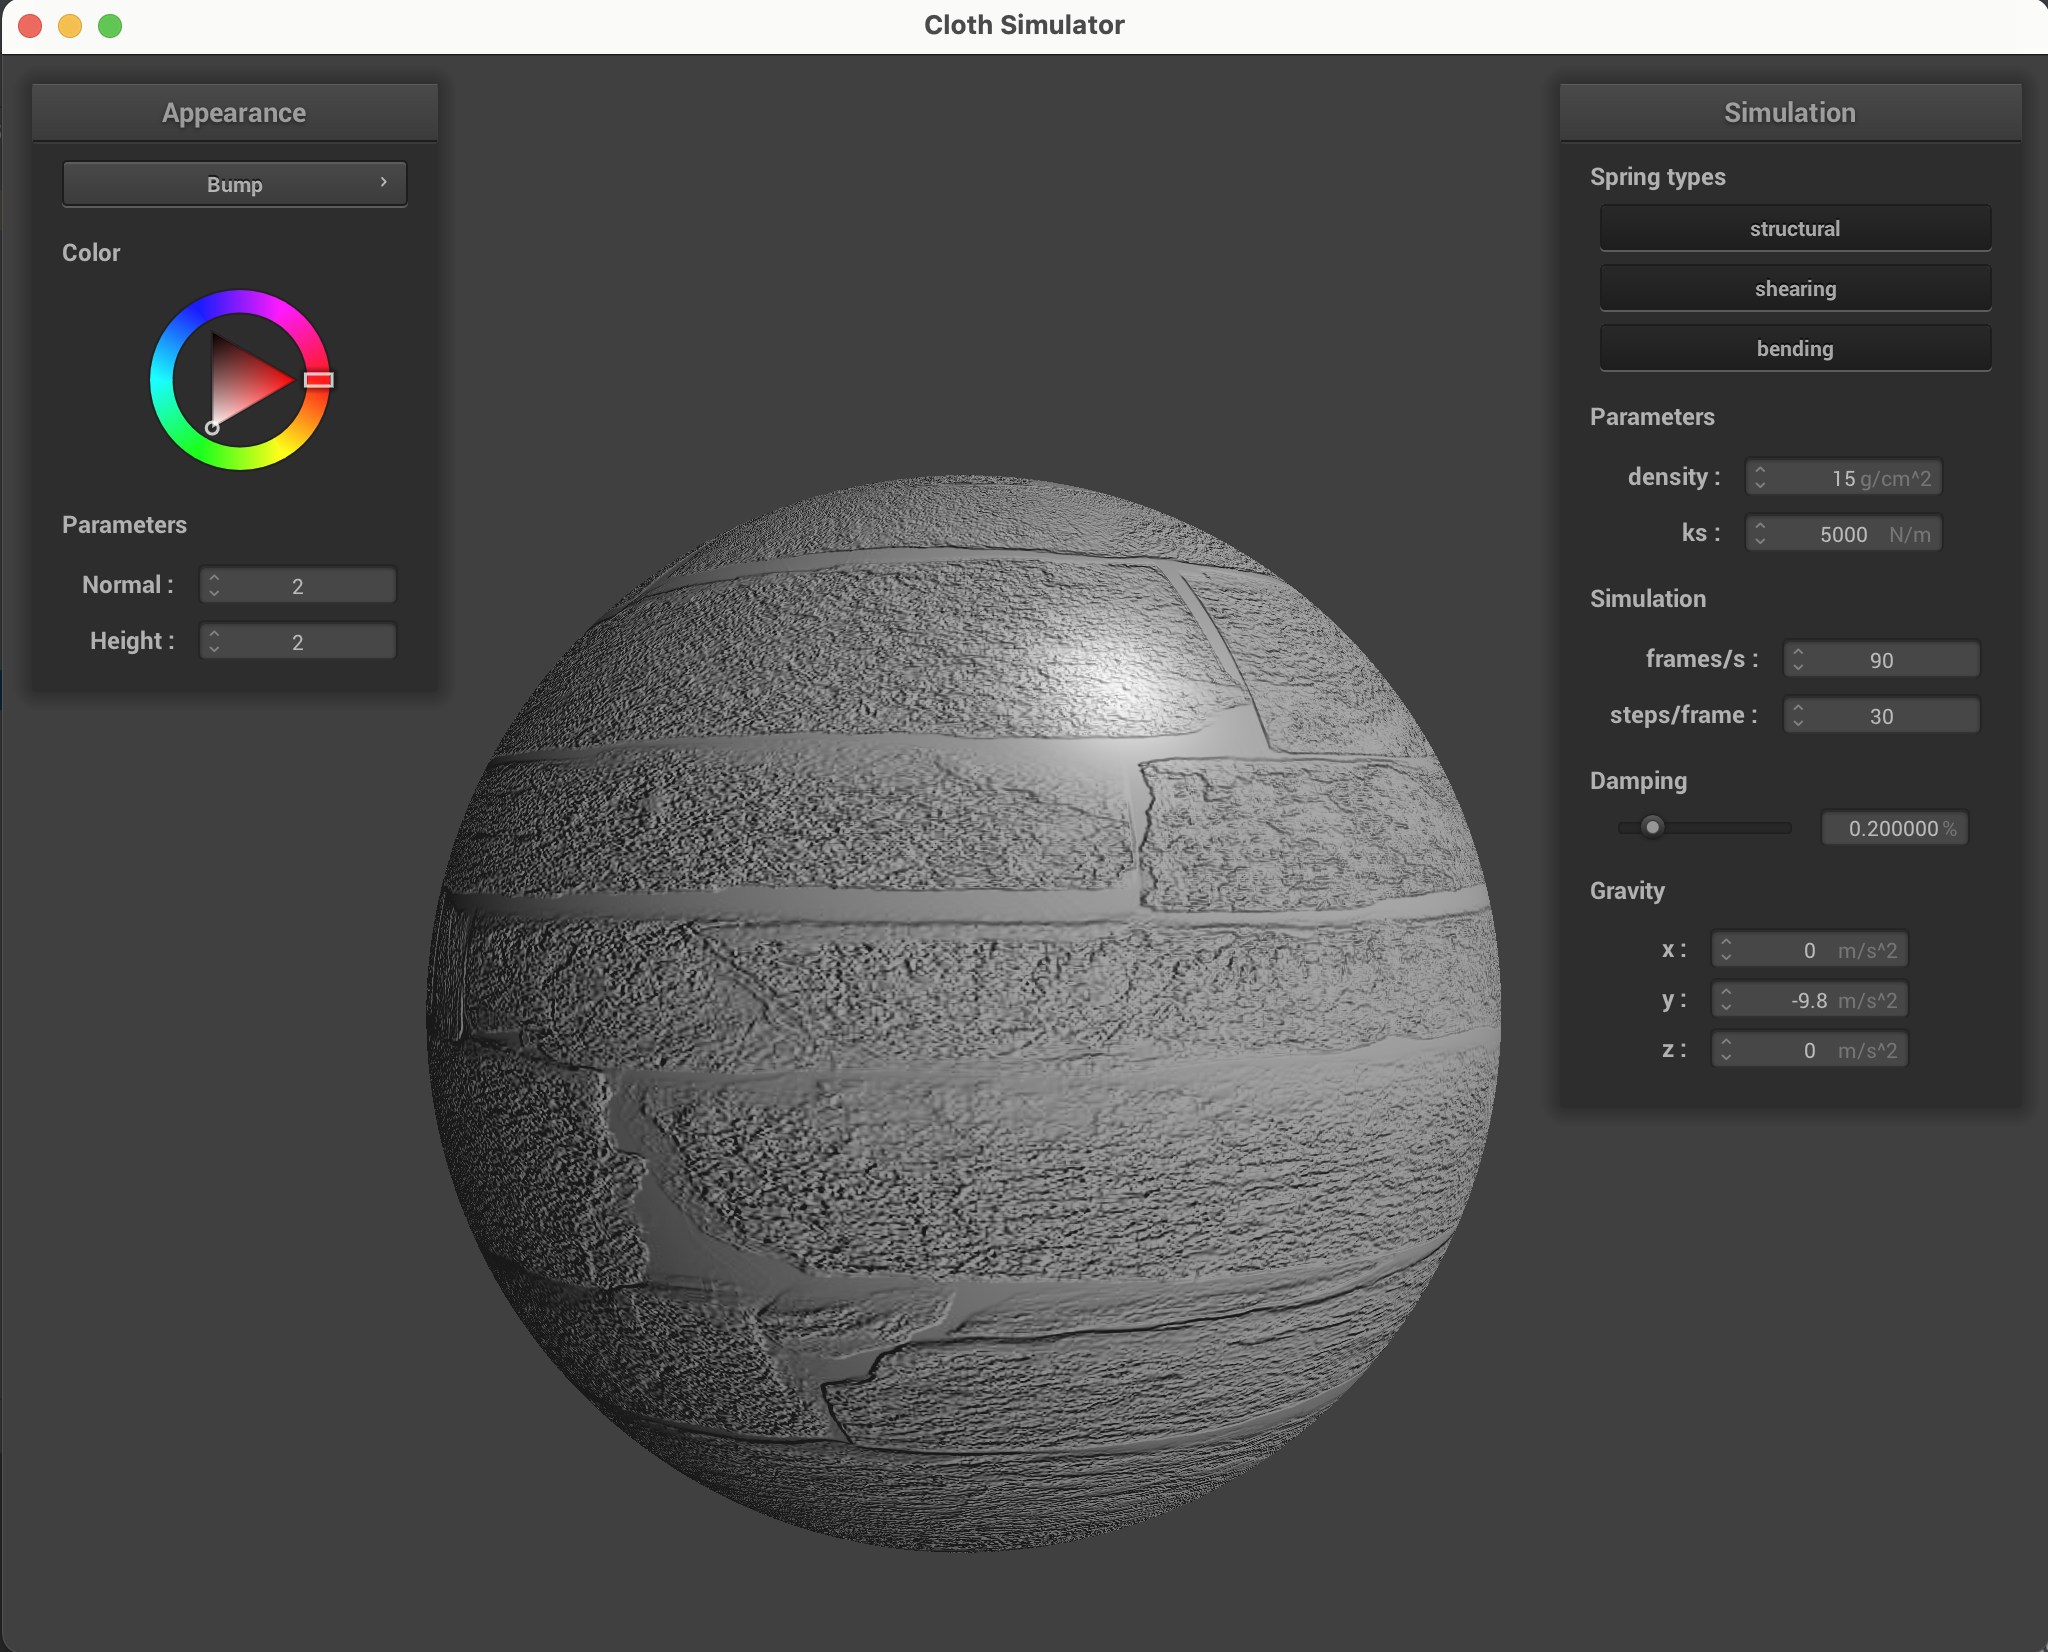 Cloth Simulator
Appearance
Bump
Color
Parameters
Normal : 2
Height : 2
Simulation
Spring types
structural
shearing
bending
Parameters
density : 15 g/cm^2
ks : 5000 N/m
Simulation
frames/s : 90
steps/frame : 30
Damping
0.200000 %
Gravity
x : 0 m/s^2
y : -9.8 m/s^2
z : 0 m/s^2